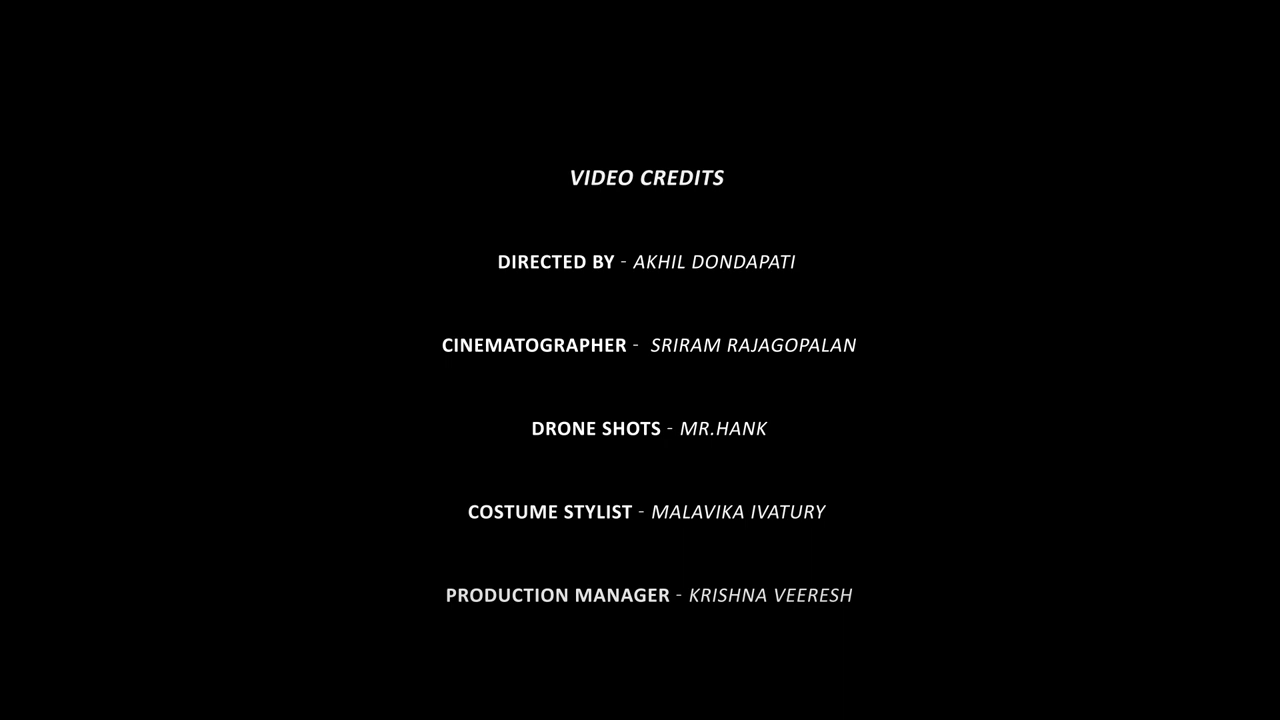 VIDEO CREDITS
DIRECTED BY - AKHIL DONDAPATI
CINEMATOGRAPHER - SRIRAM RAJAGOPALAN
DRONE SHOTS - MR.HANK
COSTUME STYLIST - MALAVIKA IVATURY
PRODUCTION MANAGER - KRISHNA VEERESH